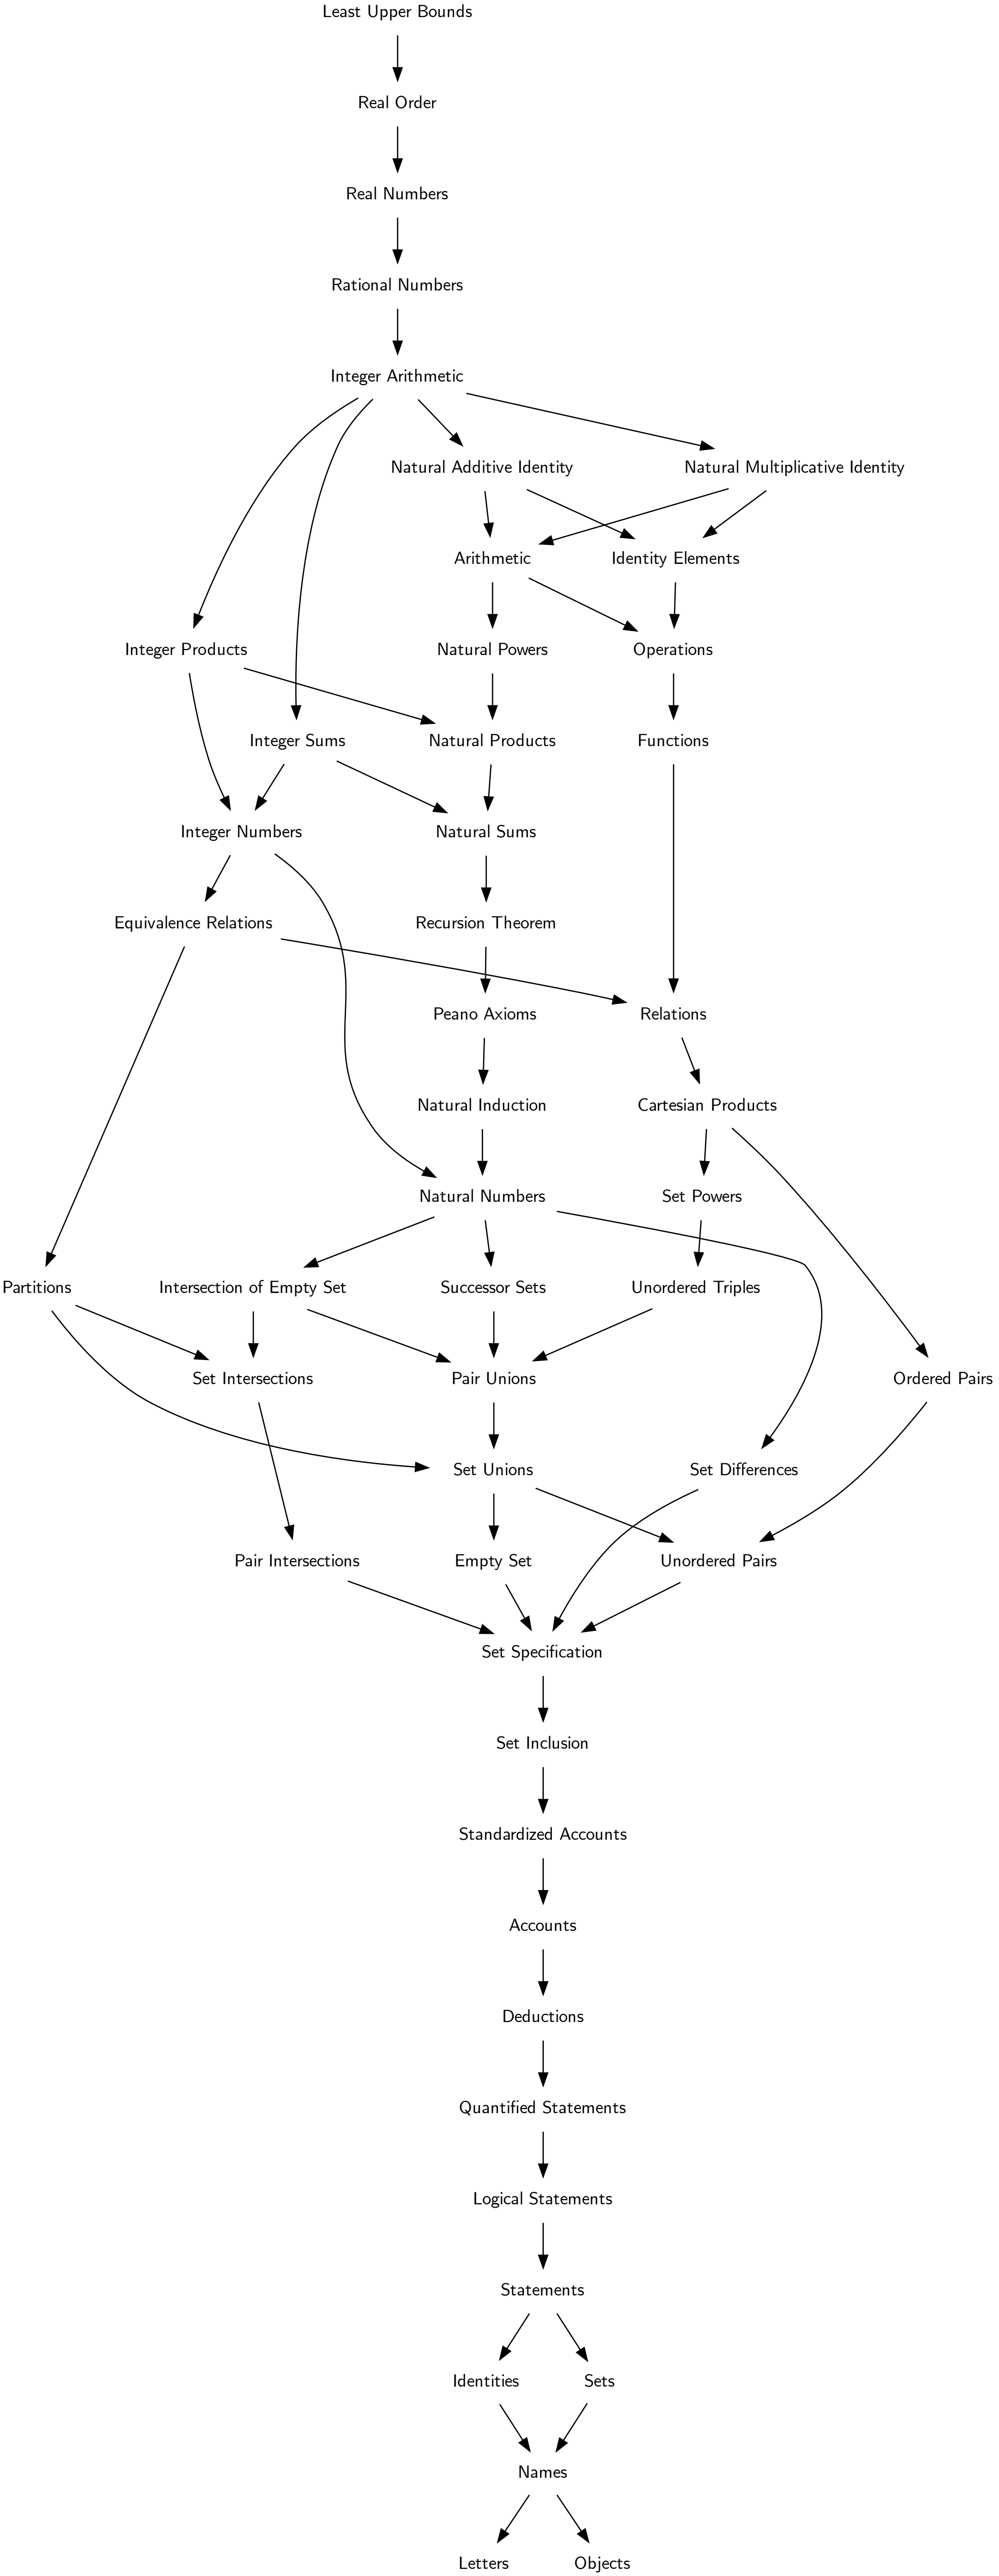 Least Upper Bounds
Real Order
Real Numbers
Rational Numbers
Integer Arithmetic
Natural Additive Identity
Natural Multiplicative Identity
Arithmetic
Identity Elements
Integer Products
Natural Powers
Operations
Integer Sums
Natural Products
Functions
Integer Numbers
Natural Sums
Equivalence Relations
Recursion Theorem
Peano Axioms
Relations
Natural Induction
Cartesian Products
Natural Numbers
Set Powers
Partitions
Intersection of Empty Set
Successor Sets
Unordered Triples
Set Intersections
Pair Unions
Ordered Pairs
Set Unions
Set Differences
Pair Intersections
Empty Set
Unordered Pairs
Set Specification
Set Inclusion
Standardized Accounts
Accounts
Deductions
Quantified Statements
Logical Statements
Statements
Identities
Sets
Names
Letters
Objects